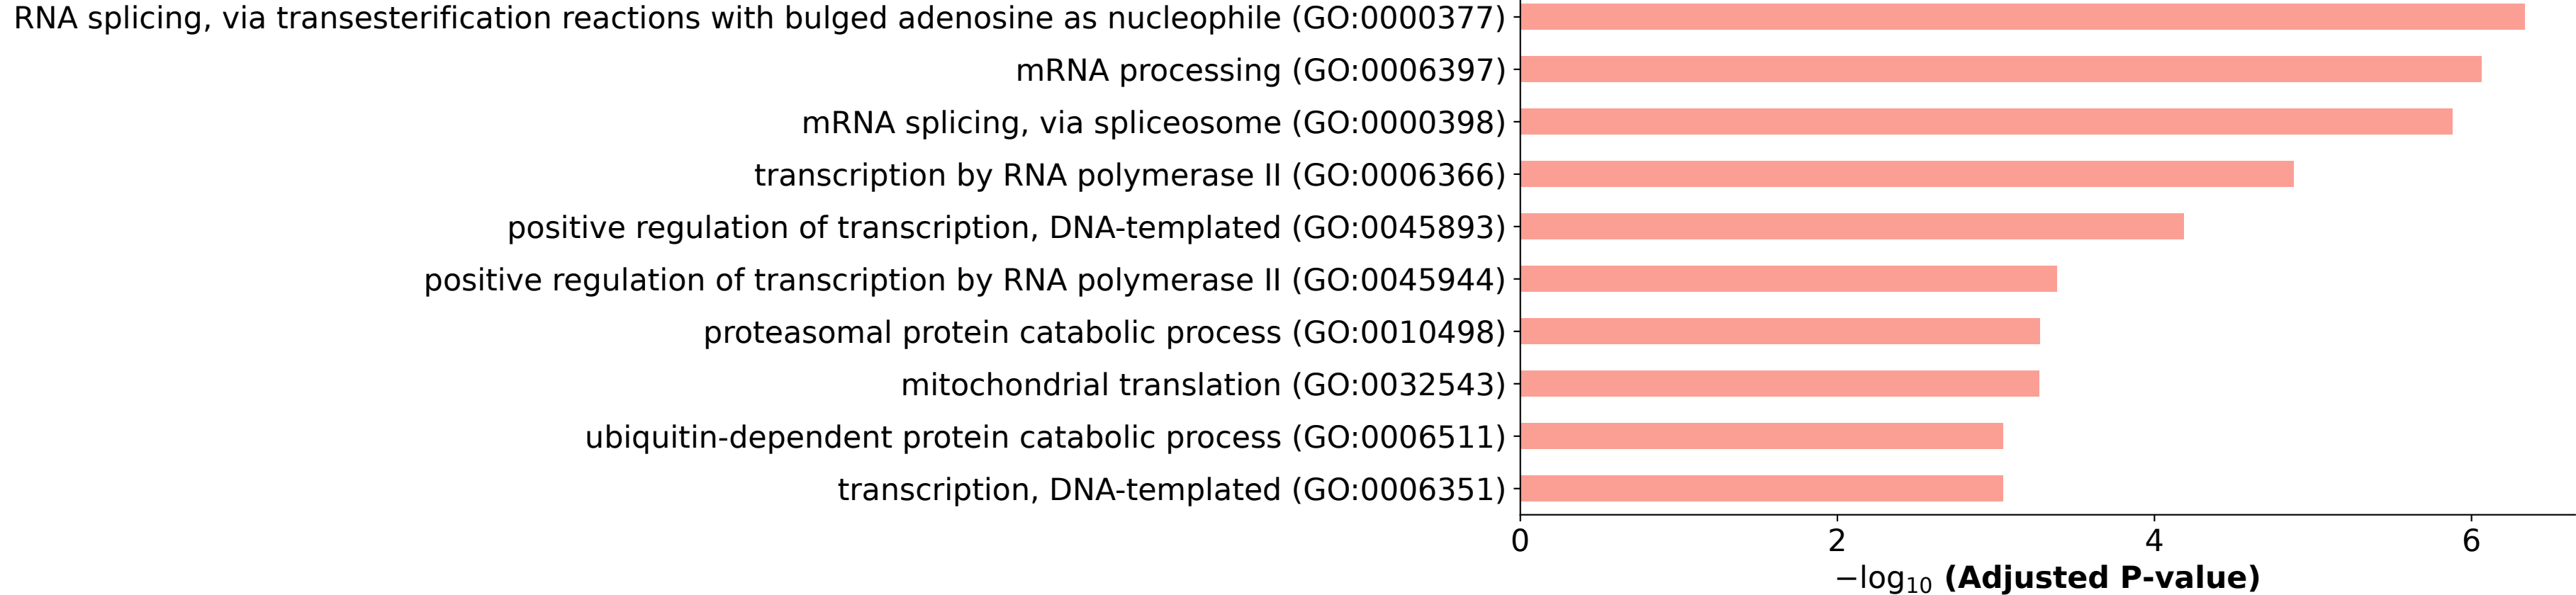 RNA splicing, via transesterification reactions with bulged adenosine as nucleophile (GO:0000377)
mRNA processing (GO:0006397)
mRNA splicing, via spliceosome (GO:0000398)
transcription by RNA polymerase II (GO:0006366)
positive regulation of transcription, DNA-templated (GO:0045893)
positive regulation of transcription by RNA polymerase II (GO:0045944)
proteasomal protein catabolic process (GO:0010498)
mitochondrial translation (GO:0032543)
ubiquitin-dependent protein catabolic process (GO:0006511)
transcription, DNA-templated (GO:0006351)
0 2 4 6
−log₁₀ (Adjusted P-value)